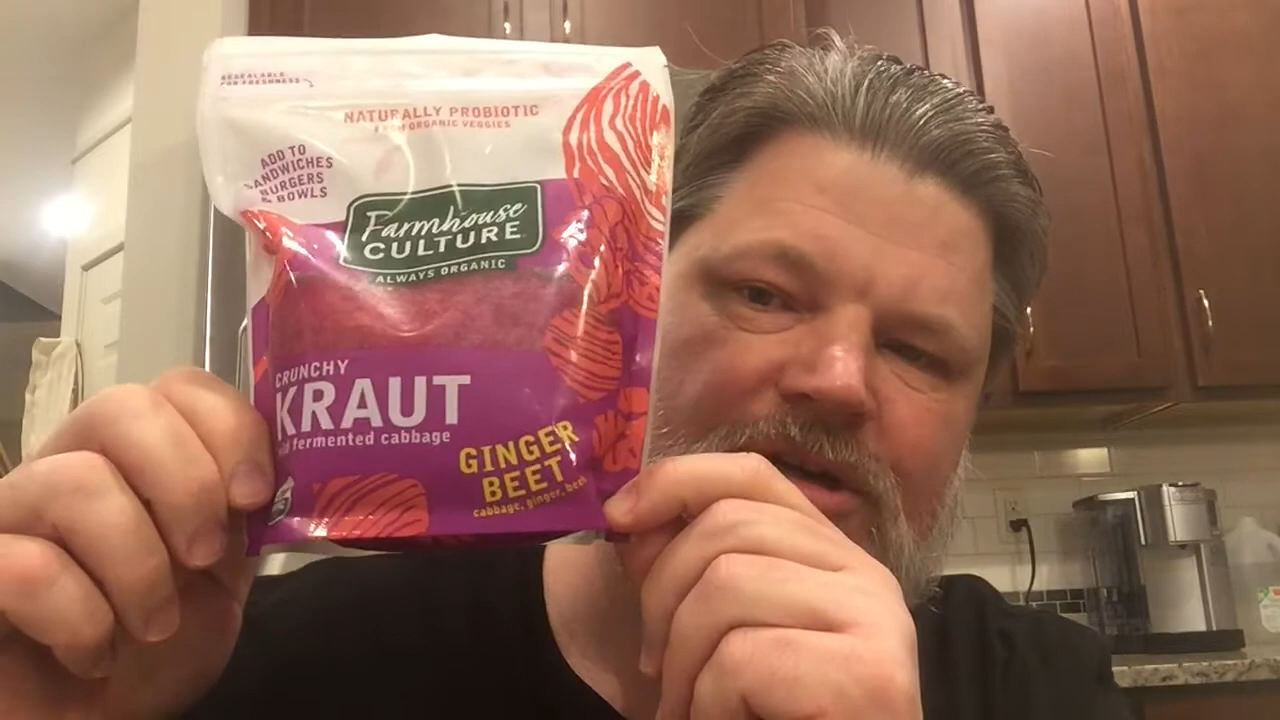 RESEALABLE
FOR FRESHNESS
NATURALLY PROBIOTIC
FROM ORGANIC VEGGIES
ADD TO
SANDWICHES
BURGERS
& BOWLS
Farmhouse
CULTURE
ALWAYS ORGANIC
CRUNCHY
KRAUT
fermented cabbage
GINGER
BEET
cabbage, ginger, beet